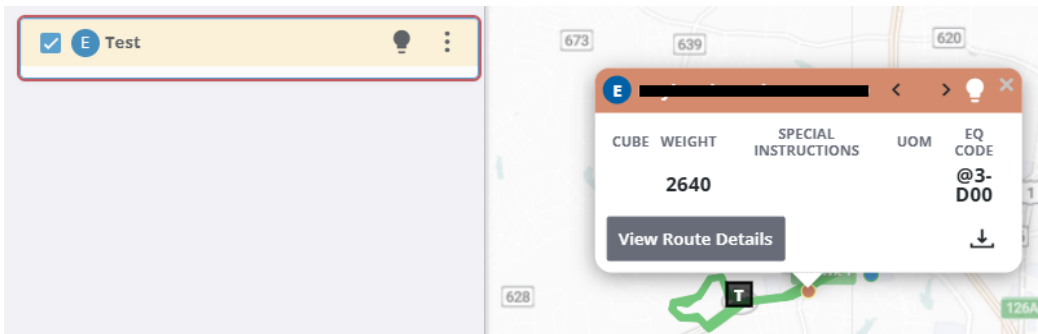 E Test
673
639
620
E
CUBE WEIGHT SPECIAL INSTRUCTIONS UOM EQ CODE
2640 @3-D00
1
View Route Details
T
628
126A